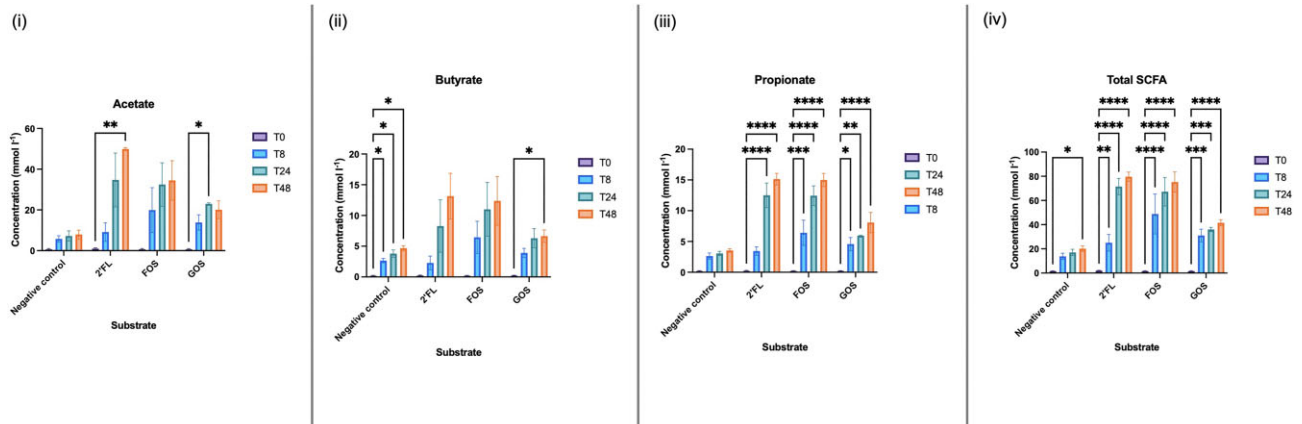 (i)
Acetate
**
*
Concentration (mmol l⁻¹)
60
40
20
0
Negative control
2'FL
FOS
GOS
Substrate
T0
T8
T24
T48
(ii)
Butyrate
*
*
*
*
Concentration (mmol l⁻¹)
20
15
10
5
0
Negative control
2'FL
FOS
GOS
Substrate
T0
T8
T24
T48
(iii)
Propionate
**** **** ****
**** **** **
*** *
Concentration (mmol l⁻¹)
20
15
10
5
0
Negative control
2'FL
FOS
GOS
Substrate
T0
T24
T48
T8
(iv)
Total SCFA
**** **** ****
* **** **** ***
** **** ***
Concentration (mmol l⁻¹)
100
80
60
40
20
0
Negative control
2'FL
FOS
GOS
Substrate
T0
T8
T24
T48